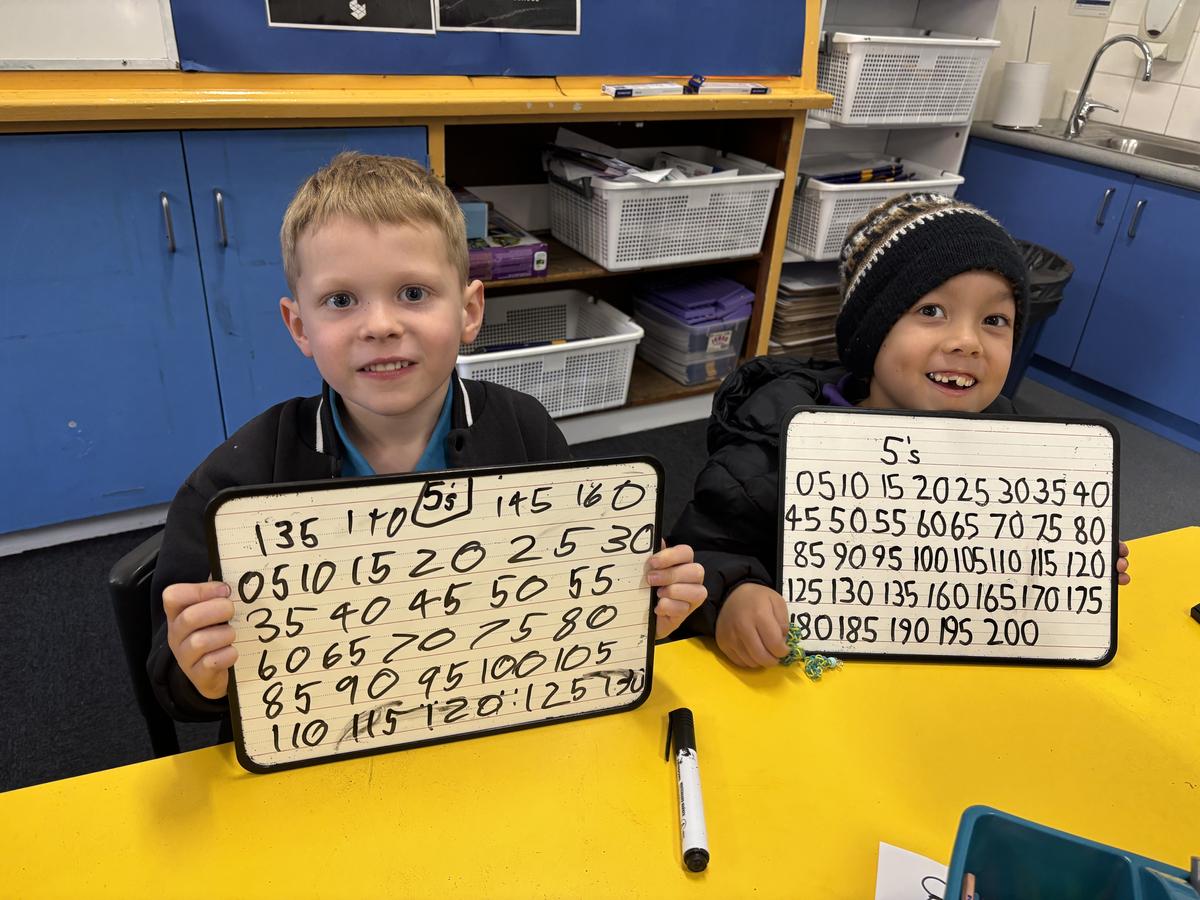 135 140 5's 145 160
0 5 10 15 20 25 30
35 40 45 50 55
60 65 70 75 80
85 90 95 100 105
110 115 120 125 130
5's
0 5 10 15 20 25 30 35 40
45 50 55 60 65 70 75 80
85 90 95 100 105 110 115 120
125 130 135 160 165 170 175
180 185 190 195 200